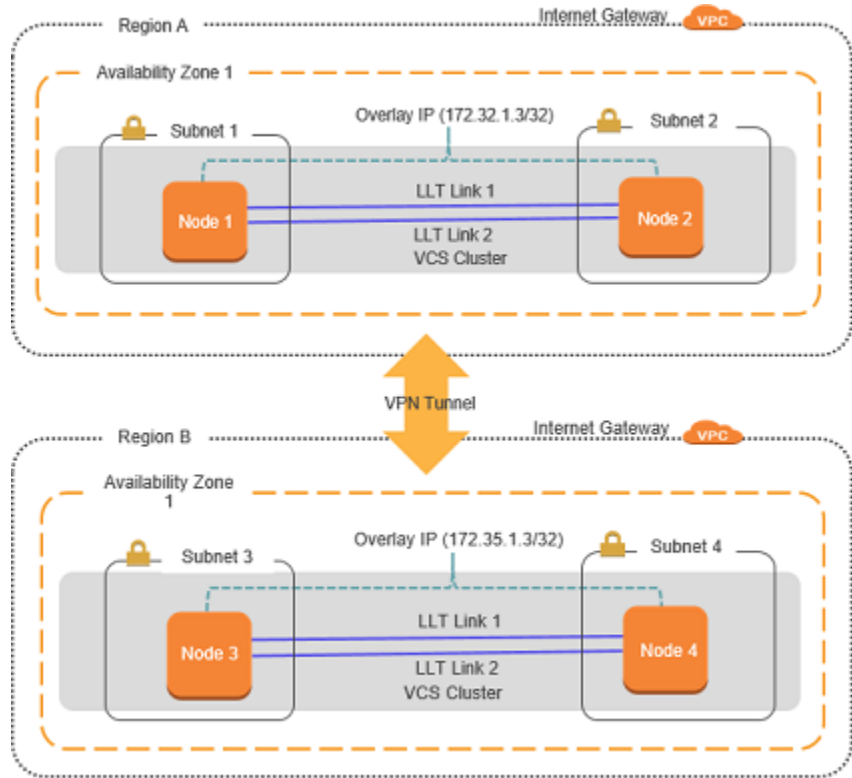 Region A
Internet Gateway
VPC
Availability Zone 1
Overlay IP (172.32.1.3/32)
Subnet 1
Subnet 2
LLT Link 1
Node 1
Node 2
LLT Link 2
VCS Cluster
VPN Tunnel
Region B
Internet Gateway
VPC
Availability Zone
1
Overlay IP (172.35.1.3/32)
Subnet 3
Subnet 4
LLT Link 1
Node 3
Node 4
LLT Link 2
VCS Cluster